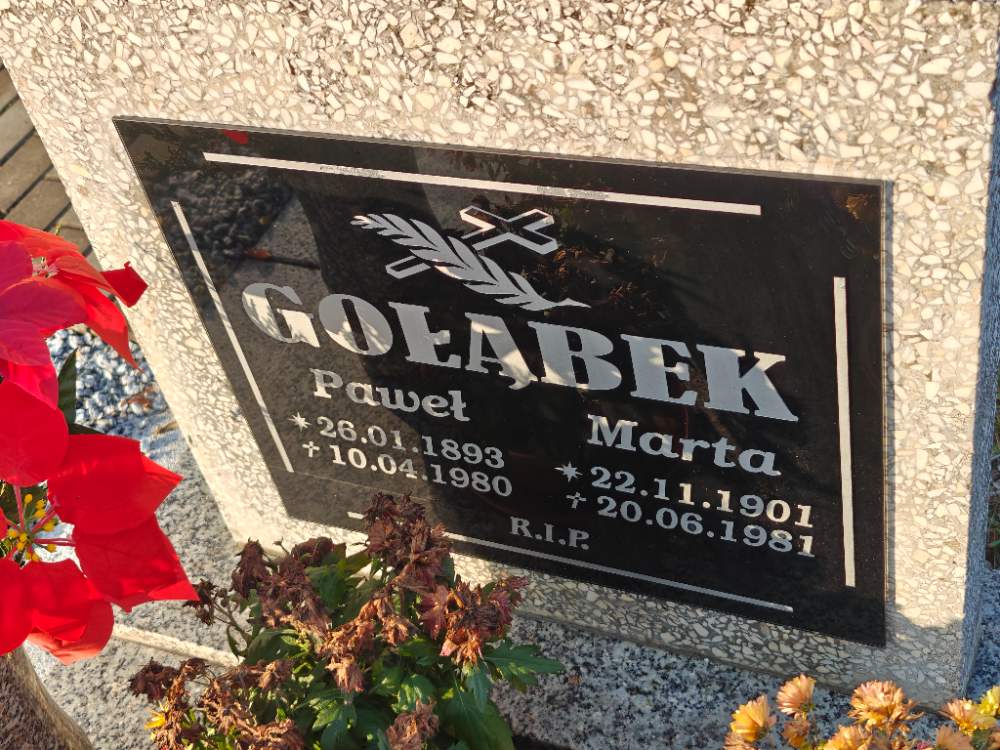 GOŁĄBEK
Paweł
* 26.01.1893
† 10.04.1980
Marta
* 22.11.1901
† 20.06.1981
R.I.P.